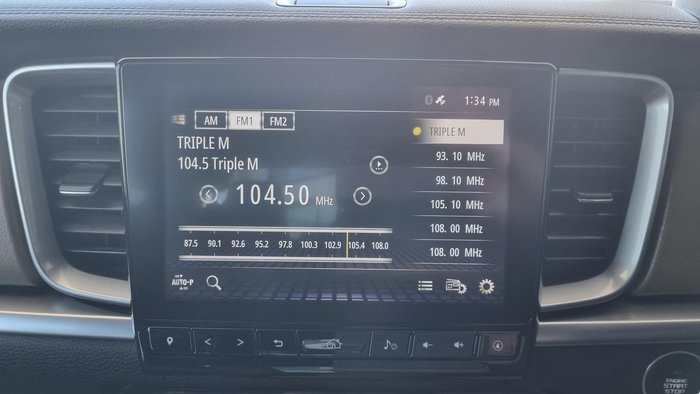 1:34 PM
AM FM1 FM2
TRIPLE M
104.5 Triple M
104.50 MHz
87.5 90.1 92.6 95.2 97.8 100.3 102.9 105.4 108.0
AUTO-P
TRIPLE M
93.10 MHz
98.10 MHz
105.10 MHz
108.00 MHz
108.00 MHz
ENGINE
START
STOP